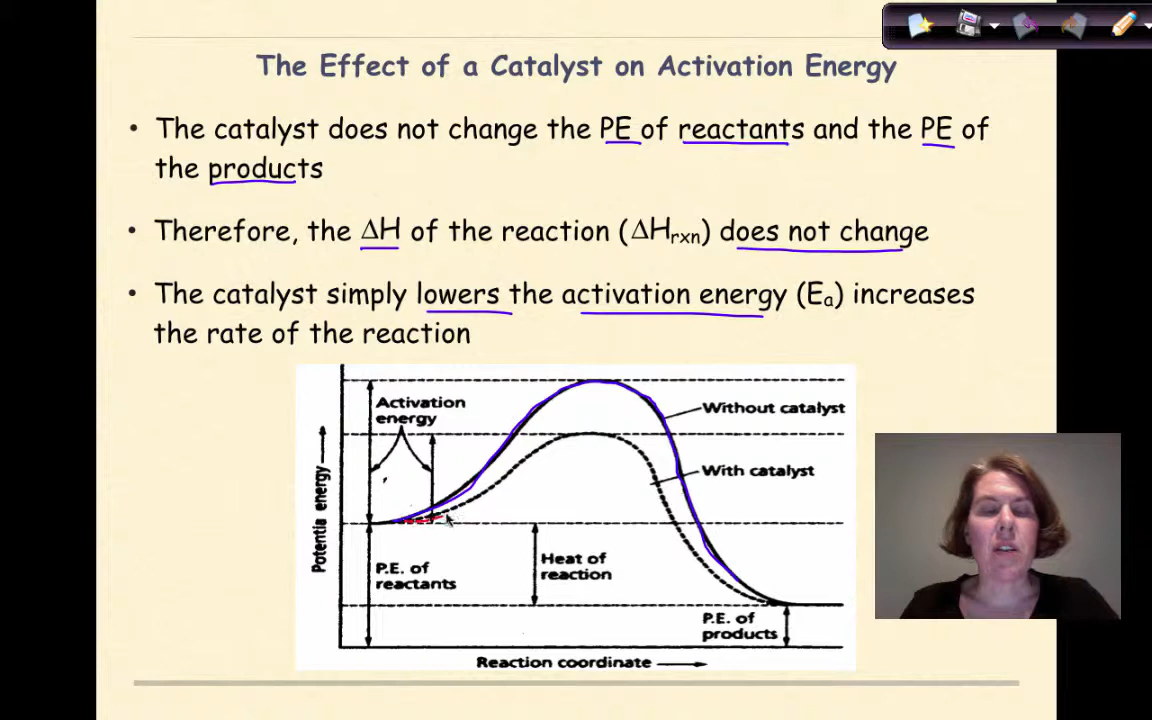 The Effect of a Catalyst on Activation Energy
• The catalyst does not change the PE of reactants and the PE of
the products
• Therefore, the ΔH of the reaction (ΔHrxn) does not change
• The catalyst simply lowers the activation energy (Ea) increases
the rate of the reaction
Activation
energy
Without catalyst
With catalyst
Potentia energy
Heat of
reaction
P.E. of
reactants
P.E. of
products
Reaction coordinate